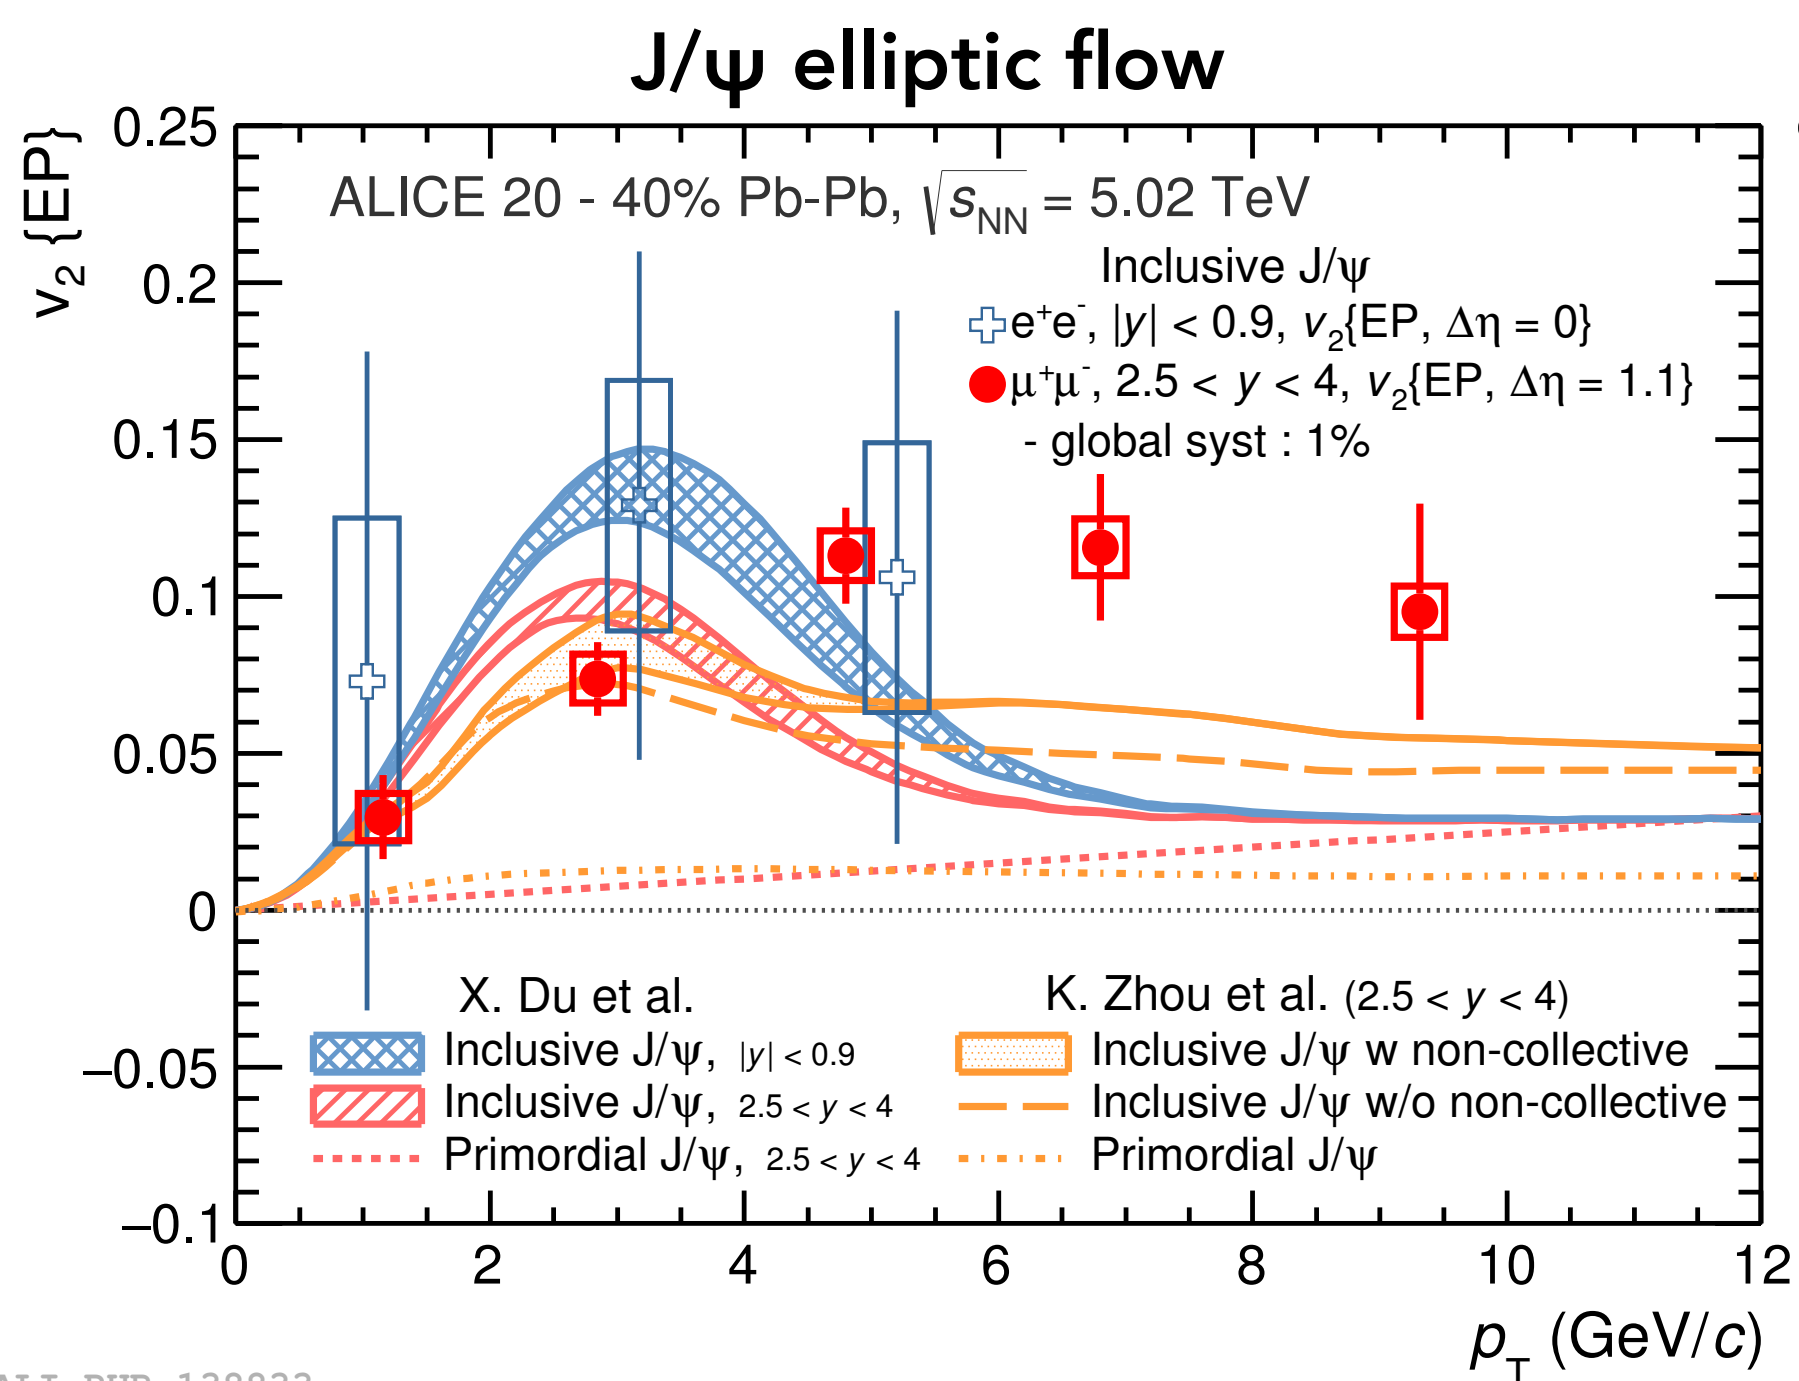 J/ψ elliptic flow
v₂ {EP}
0.25
0.2
0.15
0.1
0.05
0
−0.05
−0.1
ALICE 20 - 40% Pb-Pb, √s_NN = 5.02 TeV
Inclusive J/ψ
e⁺e⁻, |y| < 0.9, v₂{EP, Δη = 0}
μ⁺μ⁻, 2.5 < y < 4, v₂{EP, Δη = 1.1}
- global syst : 1%
X. Du et al.
Inclusive J/ψ, |y| < 0.9
Inclusive J/ψ, 2.5 < y < 4
Primordial J/ψ, 2.5 < y < 4
K. Zhou et al. (2.5 < y < 4)
Inclusive J/ψ w non-collective
Inclusive J/ψ w/o non-collective
Primordial J/ψ
0 2 4 6 8 10 12
p_T (GeV/c)